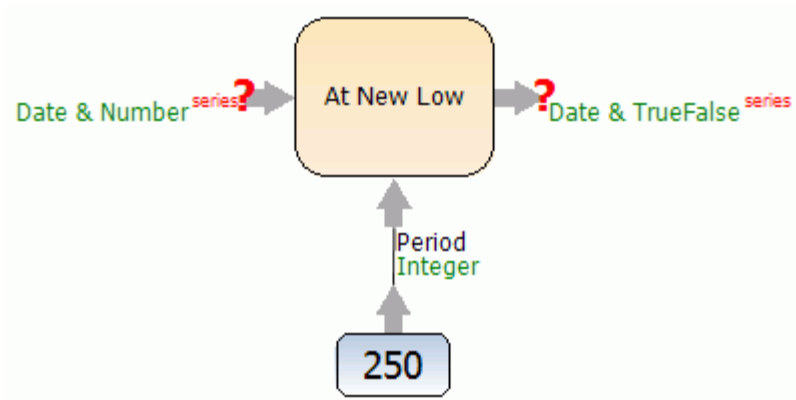 At New Low
Date & Number series ?
? Date & TrueFalse series
Period
Integer
250